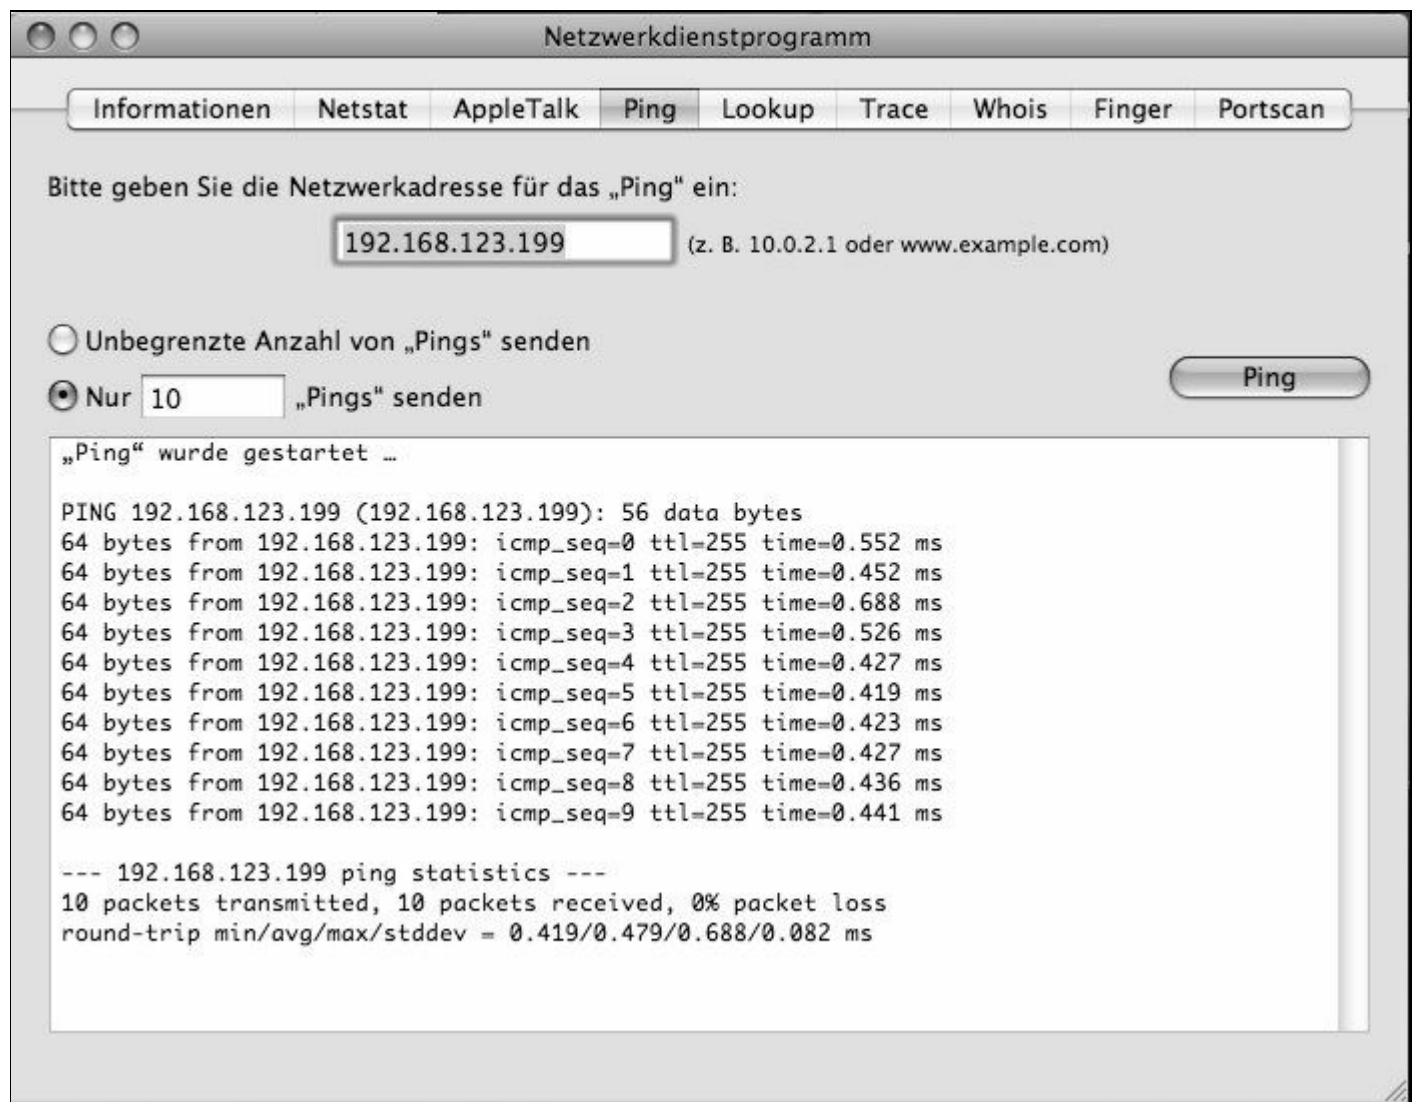 Netzwerkdienstprogramm
Informationen Netstat AppleTalk Ping Lookup Trace Whois Finger Portscan
Bitte geben Sie die Netzwerkadresse für das „Ping" ein:
192.168.123.199 (z. B. 10.0.2.1 oder www.example.com)
Unbegrenzte Anzahl von „Pings" senden
Ping
Nur 10 „Pings" senden
„Ping“ wurde gestartet …
PING 192.168.123.199 (192.168.123.199): 56 data bytes
64 bytes from 192.168.123.199: icmp_seq=0 ttl=255 time=0.552 ms
64 bytes from 192.168.123.199: icmp_seq=1 ttl=255 time=0.452 ms
64 bytes from 192.168.123.199: icmp_seq=2 ttl=255 time=0.688 ms
64 bytes from 192.168.123.199: icmp_seq=3 ttl=255 time=0.526 ms
64 bytes from 192.168.123.199: icmp_seq=4 ttl=255 time=0.427 ms
64 bytes from 192.168.123.199: icmp_seq=5 ttl=255 time=0.419 ms
64 bytes from 192.168.123.199: icmp_seq=6 ttl=255 time=0.423 ms
64 bytes from 192.168.123.199: icmp_seq=7 ttl=255 time=0.427 ms
64 bytes from 192.168.123.199: icmp_seq=8 ttl=255 time=0.436 ms
64 bytes from 192.168.123.199: icmp_seq=9 ttl=255 time=0.441 ms
--- 192.168.123.199 ping statistics ---
10 packets transmitted, 10 packets received, 0% packet loss
round-trip min/avg/max/stddev = 0.419/0.479/0.688/0.082 ms